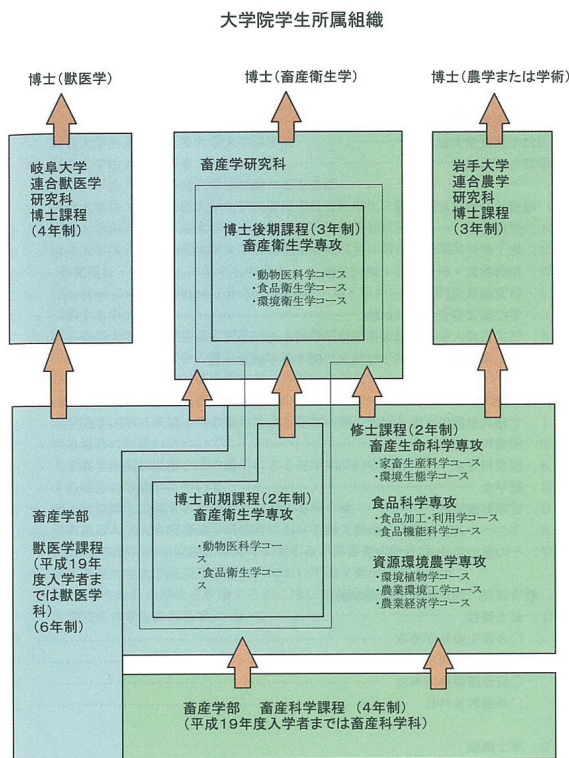 大学院学生所属組織
博士(獣医学)
博士(畜産衛生学)
博士(農学または学術)
岐阜大学
連合獣医学
研究科
博士課程
(4年制)
畜産学研究科
博士後期課程(3年制)
畜産衛生学専攻
・動物医科学コース
・食品衛生学コース
・環境衛生学コース
岩手大学
連合農学
研究科
博士課程
(3年制)
畜産学部
獣医学課程
(平成19年
度入学者ま
では獣医学
科)
(6年制)
博士前期課程(2年制)
畜産衛生学専攻
・動物医科学コー
ス
・食品衛生学コー
ス
修士課程(2年制)
畜産生命科学専攻
・家畜生産科学コース
・環境生態学コース
食品科学専攻
・食品加工・利用学コース
・食品機能科学コース
資源環境農学専攻
・環境植物学コース
・農業環境工学コース
・農業経済学コース
畜産学部　畜産科学課程 (4年制)
(平成19年度入学者までは畜産科学科)